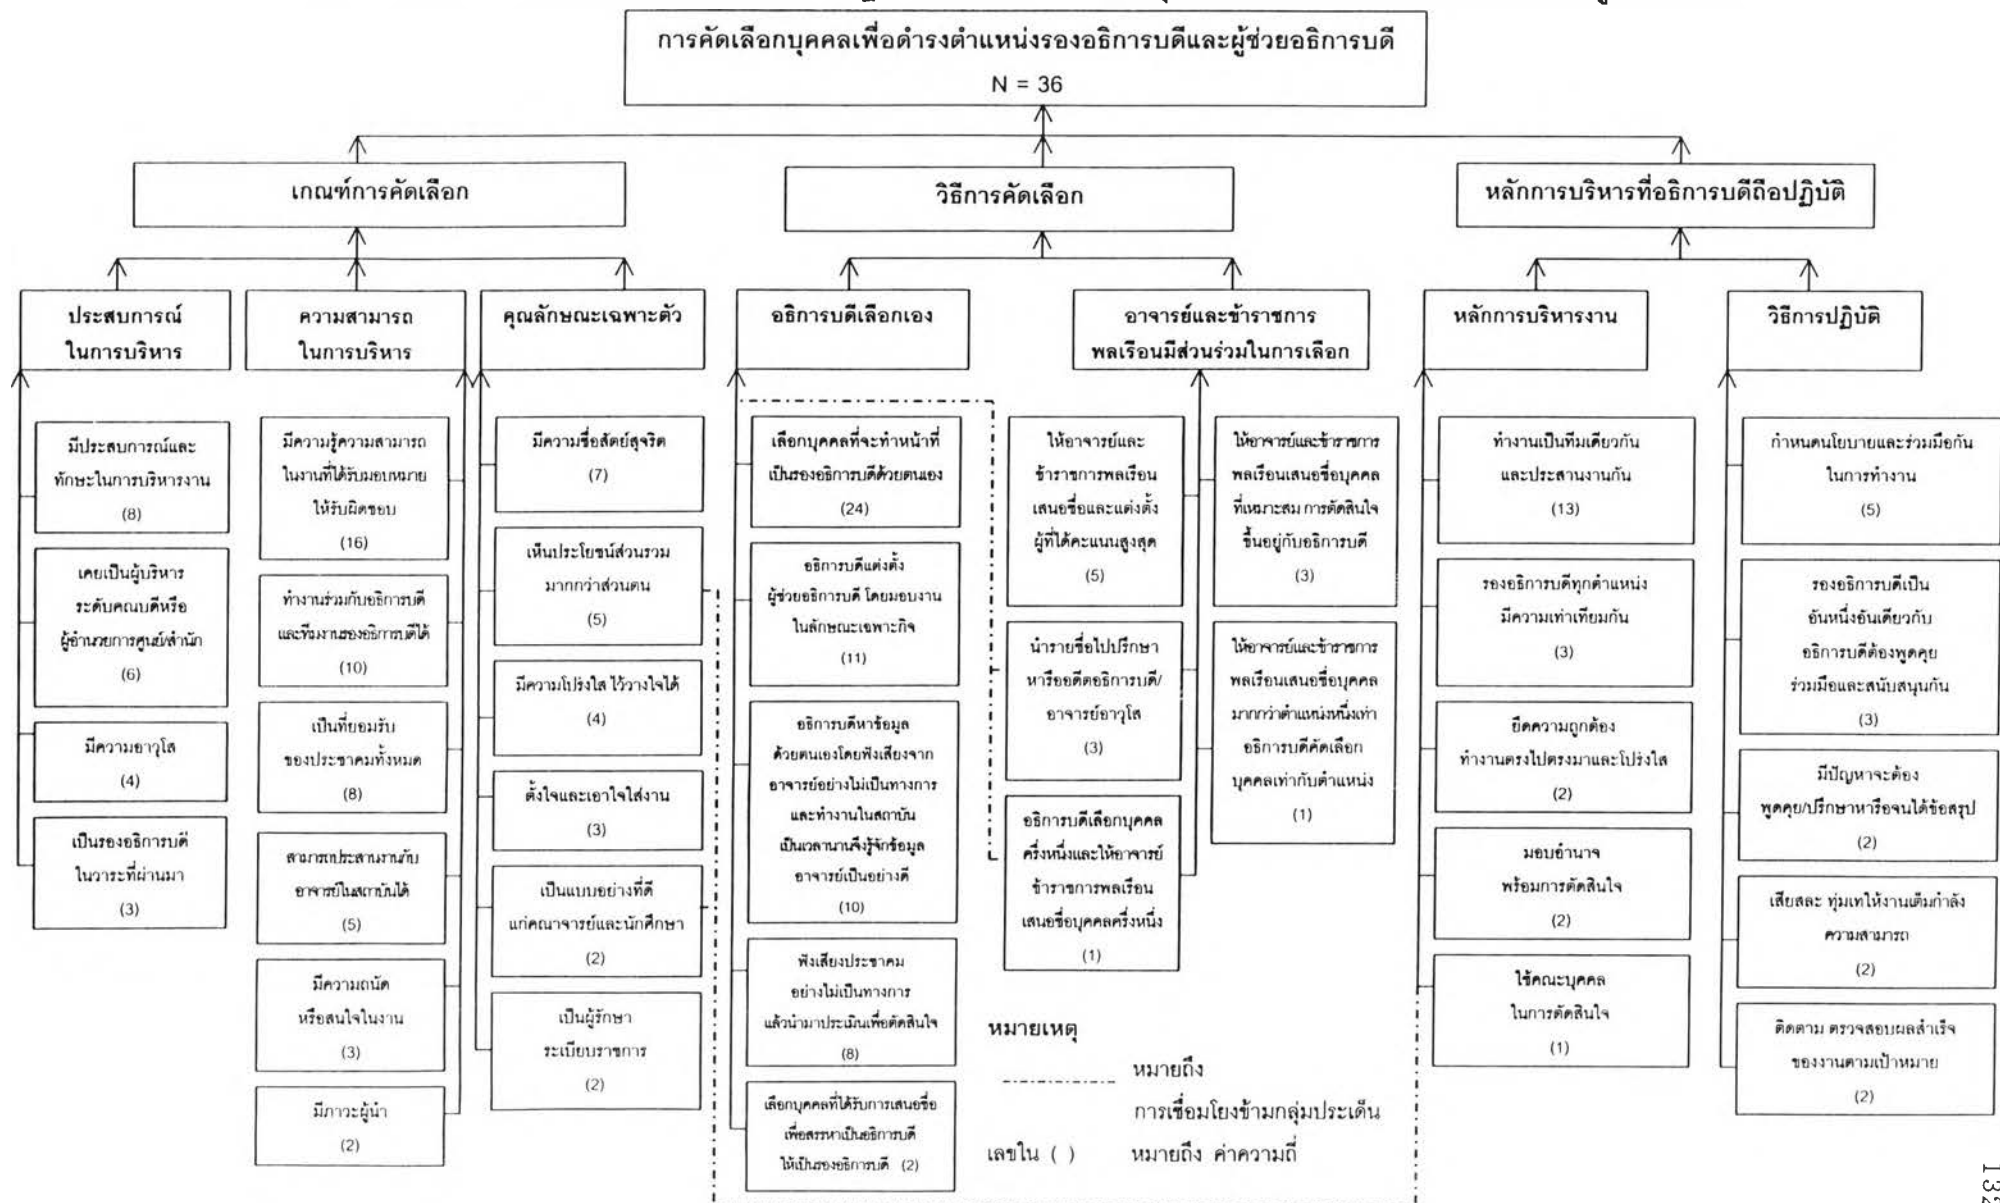 การคัดเลือกบุคคลเพื่อดำรงตำแหน่งรองอธิการบดีและผู้ช่วยอธิการบดี
N = 36
เกณฑ์การคัดเลือก
วิธีการคัดเลือก
หลักการบริหารที่อธิการบดีถือปฏิบัติ
ประสบการณ์
ในการบริหาร
ความสามารถ
ในการบริหาร
คุณลักษณะเฉพาะตัว
อธิการบดีเลือกเอง
อาจารย์และข้าราชการ
พลเรือนมีส่วนร่วมในการเลือก
หลักการบริหารงาน
วิธีการปฏิบัติ
มีประสบการณ์และ
ทักษะในการบริหารงาน
(8)
เคยเป็นผู้บริหาร
ระดับคณบดีหรือ
ผู้อำนวยการศูนย์/สำนัก
(6)
มีความอาวุโส
(4)
เป็นรองอธิการบดี
ในวาระที่ผ่านมา
(3)
มีความรู้ความสามารถ
ในงานที่ได้รับมอบหมาย
ให้รับผิดชอบ
(16)
ทำงานร่วมกับอธิการบดี
และทีมงานรองอธิการบดีได้
(10)
เป็นที่ยอมรับ
ของประชาคมทั้งหมด
(8)
สามารถประสานงานกับ
อาจารย์ในสถาบันได้
(5)
มีความถนัด
หรือสนใจในงาน
(3)
มีภาวะผู้นำ
(2)
มีความซื่อสัตย์สุจริต
(7)
เห็นประโยชน์ส่วนรวม
มากกว่าส่วนตน
(5)
มีความโปร่งใส ไว้วางใจได้
(4)
ตั้งใจและเอาใจใส่งาน
(3)
เป็นแบบอย่างที่ดี
แก่คณาจารย์และนักศึกษา
(2)
เป็นผู้รักษา
ระเบียบราชการ
(2)
เลือกบุคคลที่จะทำหน้าที่
เป็นรองอธิการบดีด้วยตนเอง
(24)
อธิการบดีแต่งตั้ง
ผู้ช่วยอธิการบดี โดยมอบงาน
ในลักษณะเฉพาะกิจ
(11)
อธิการบดีหาข้อมูล
ด้วยตนเองโดยฟังเสียงจาก
อาจารย์อย่างไม่เป็นทางการ
และทำงานในสถาบัน
เป็นเวลานานจึงรู้จักข้อมูล
อาจารย์เป็นอย่างดี
(10)
ฟังเสียงประชาคม
อย่างไม่เป็นทางการ
แล้วนำมาประเมินเพื่อตัดสินใจ
(8)
เลือกบุคคลที่ได้รับการเสนอชื่อ
เพื่อสรรหาเป็นอธิการบดี
ให้เป็นรองอธิการบดี (2)
ให้อาจารย์และ
ข้าราชการพลเรือน
เสนอชื่อและแต่งตั้ง
ผู้ที่ได้คะแนนสูงสุด
(5)
นำรายชื่อไปปรึกษา
หารืออดีตอธิการบดี/
อาจารย์อาวุโส
(3)
อธิการบดีเลือกบุคคล
ครึ่งหนึ่งและให้อาจารย์
ข้าราชการพลเรือน
เสนอชื่อบุคคลครึ่งหนึ่ง
(1)
ให้อาจารย์และข้าราชการ
พลเรือนเสนอชื่อบุคคล
ที่เหมาะสม การตัดสินใจ
ขึ้นอยู่กับอธิการบดี
(3)
ให้อาจารย์และข้าราชการ
พลเรือนเสนอชื่อบุคคล
มากกว่าตำแหน่งหนึ่งเท่า
อธิการบดีคัดเลือก
บุคคลเท่ากับตำแหน่ง
(1)
ทำงานเป็นทีมเดียวกัน
และประสานงานกัน
(13)
รองอธิการบดีทุกตำแหน่ง
มีความเท่าเทียมกัน
(3)
ยึดความถูกต้อง
ทำงานตรงไปตรงมาและโปร่งใส
(2)
มอบอำนาจ
พร้อมการตัดสินใจ
(2)
ใช้คณะบุคคล
ในการตัดสินใจ
(1)
กำหนดนโยบายและร่วมมือกัน
ในการทำงาน
(5)
รองอธิการบดีเป็น
อันหนึ่งอันเดียวกับ
อธิการบดีต้องพูดคุย
ร่วมมือและสนับสนุนกัน
(3)
มีปัญหาจะต้อง
พูดคุย/ปรึกษาหารือจนได้ข้อสรุป
(2)
เสียสละ ทุ่มเทให้งานเต็มกำลัง
ความสามารถ
(2)
ติดตาม ตรวจสอบผลสำเร็จ
ของงานตามเป้าหมาย
(2)
หมายเหตุ
หมายถึง
การเชื่อมโยงข้ามกลุ่มประเด็น
เลขใน ( ) หมายถึง ค่าความถี่
132